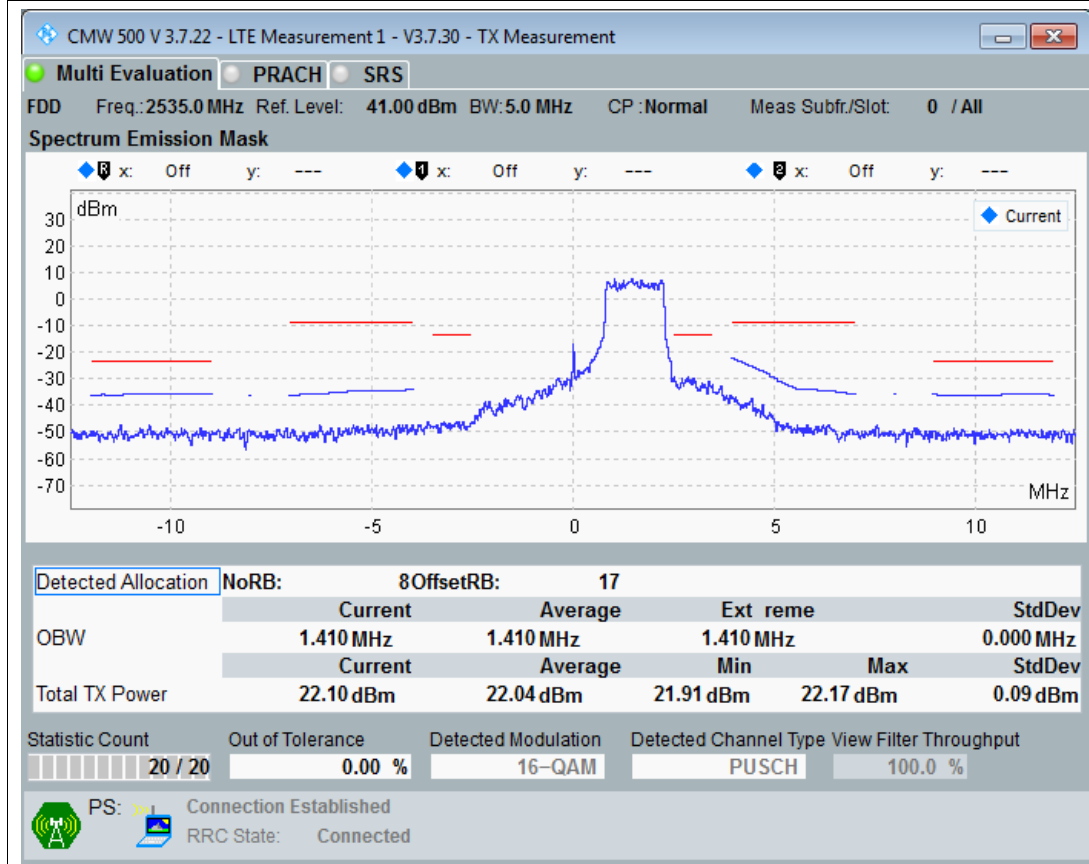 CMW 500 V 3.7.22 - LTE Measurement 1 - V3.7.30 - TX Measurement
Multi Evaluation PRACH SRS
FDD Freq.: 2535.0 MHz Ref. Level: 41.00 dBm BW: 5.0 MHz CP : Normal Meas Subfr./Slot: 0 / All
Spectrum Emission Mask
R x: Off y: --- 1 x: Off y: --- 2 x: Off y: ---
dBm
Current
30
20
10
0
-10
-20
-30
-40
-50
-60
-70
MHz
-10 -5 0 5 10
Detected Allocation NoRB: 8 OffsetRB: 17
Current Average Ext reme StdDev
OBW 1.410 MHz 1.410 MHz 1.410 MHz 0.000 MHz
Current Average Min Max StdDev
Total TX Power 22.10 dBm 22.04 dBm 21.91 dBm 22.17 dBm 0.09 dBm
Statistic Count Out of Tolerance Detected Modulation Detected Channel Type View Filter Throughput
20 / 20 0.00 % 16-QAM PUSCH 100.0 %
PS: Connection Established
RRC State: Connected